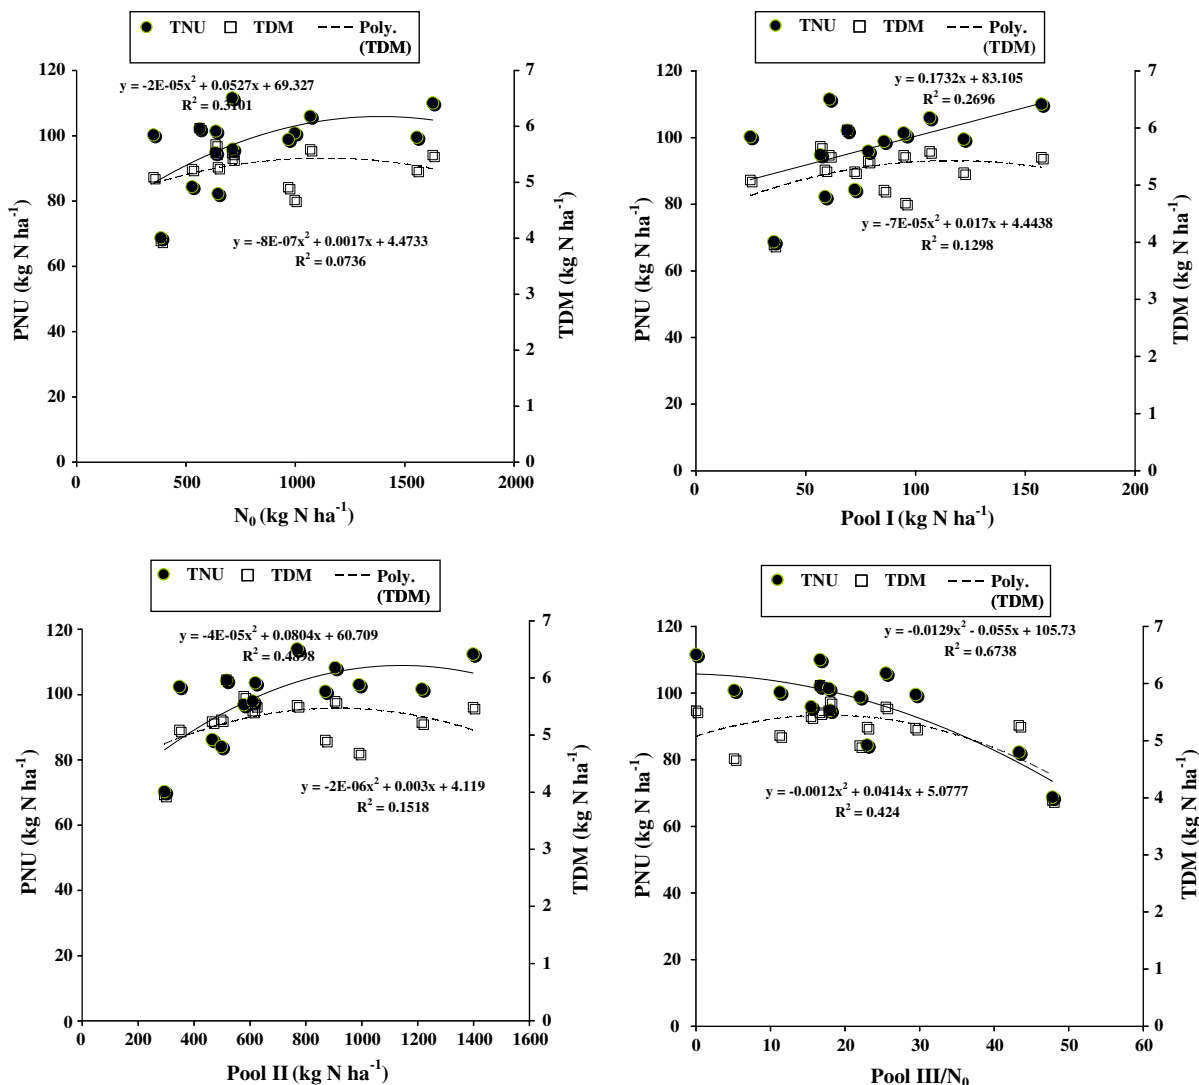 TNU TDM Poly. (TDM)
y = -2E-05x² + 0.0527x + 69.327
R² = 0.3101
y = -8E-07x² + 0.0017x + 4.4733
R² = 0.0736
PNU (kg N ha⁻¹)
120
100
80
60
40
20
0
TDM (kg N ha⁻¹)
7
6
5
4
3
2
1
0
0 500 1000 1500 2000
N₀ (kg N ha⁻¹)
TNU TDM Poly. (TDM)
y = 0.1732x + 83.105
R² = 0.2696
y = -7E-05x² + 0.017x + 4.4438
R² = 0.1298
PNU (kg N ha⁻¹)
120
100
80
60
40
20
0
TDM (kg N ha⁻¹)
7
6
5
4
3
2
1
0
0 50 100 150 200
Pool I (kg N ha⁻¹)
TNU TDM Poly. (TDM)
y = -4E-05x² + 0.0804x + 60.709
R² = 0.4898
y = -2E-06x² + 0.003x + 4.119
R² = 0.1518
PNU (kg N ha⁻¹)
120
100
80
60
40
20
0
TDM (kg N ha⁻¹)
7
6
5
4
3
2
1
0
0 200 400 600 800 1000 1200 1400 1600
Pool II (kg N ha⁻¹)
TNU TDM Poly. (TDM)
y = -0.0129x² - 0.055x + 105.73
R² = 0.6738
y = -0.0012x² + 0.0414x + 5.0777
R² = 0.424
PNU (kg N ha⁻¹)
120
100
80
60
40
20
0
TDM (kg N ha⁻¹)
7
6
5
4
3
2
1
0
0 10 20 30 40 50 60
Pool III/N₀